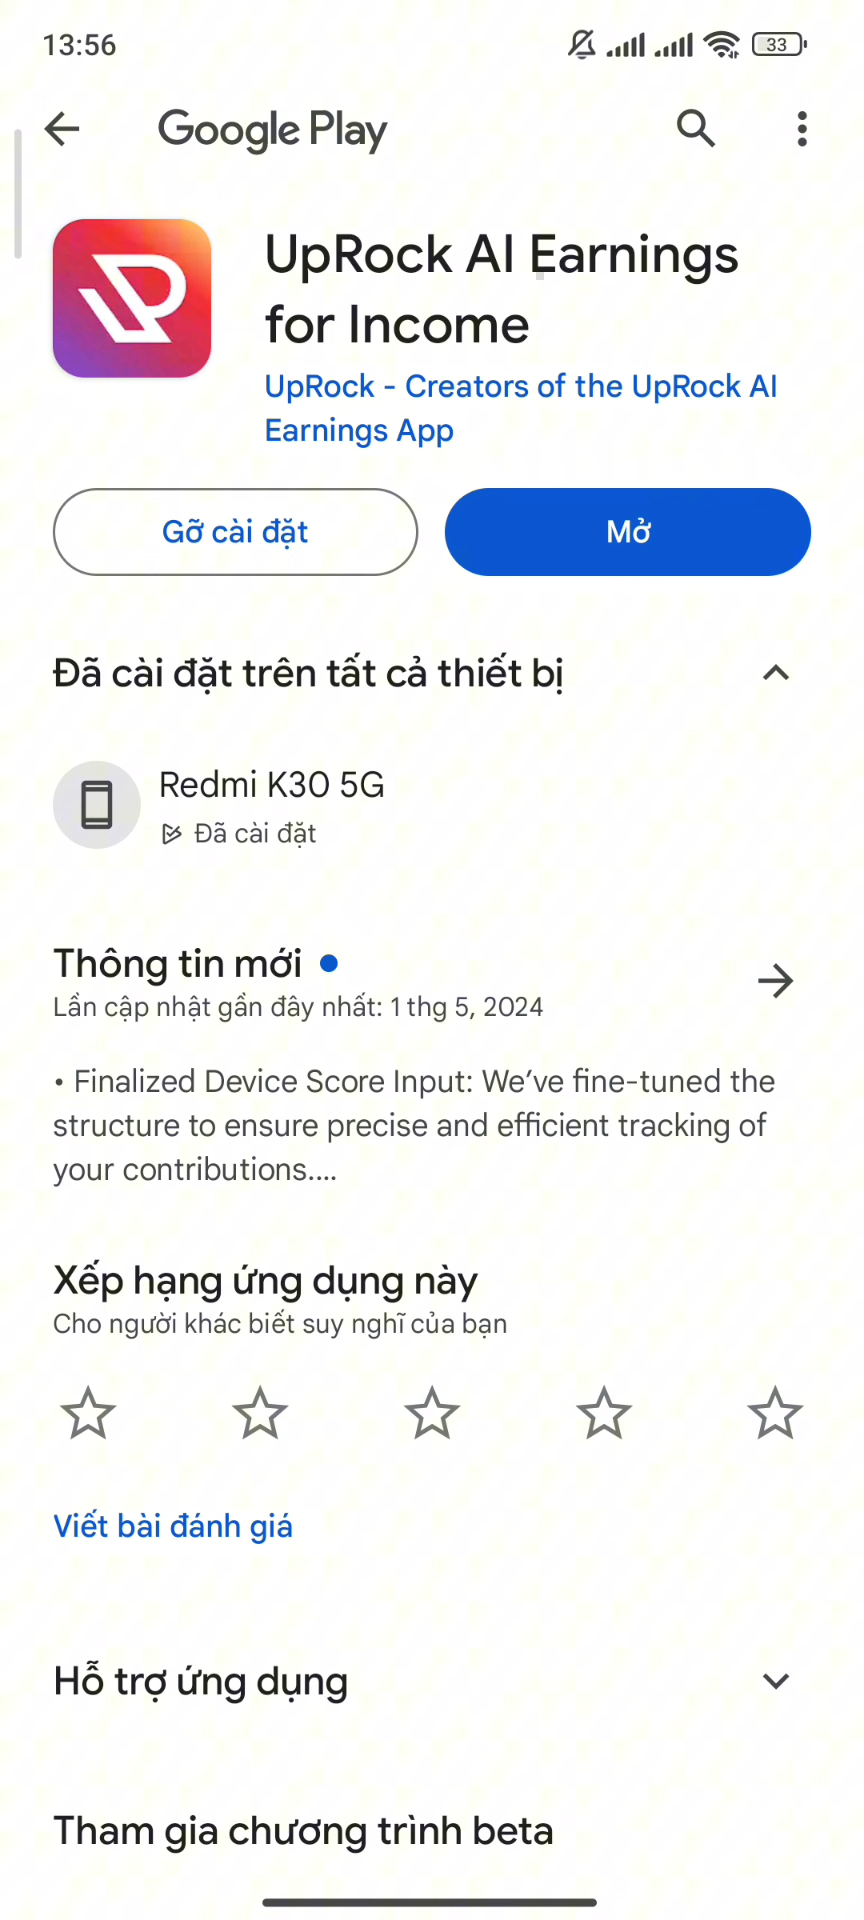 13:56
33
Google Play
UpRock AI Earnings
for Income
UpRock - Creators of the UpRock AI
Earnings App
Gỡ cài đặt
Mở
Đã cài đặt trên tất cả thiết bị
Redmi K30 5G
Đã cài đặt
Thông tin mới
Lần cập nhật gần đây nhất: 1 thg 5, 2024
• Finalized Device Score Input: We’ve fine-tuned the
structure to ensure precise and efficient tracking of
your contributions....
Xếp hạng ứng dụng này
Cho người khác biết suy nghĩ của bạn
Viết bài đánh giá
Hỗ trợ ứng dụng
Tham gia chương trình beta